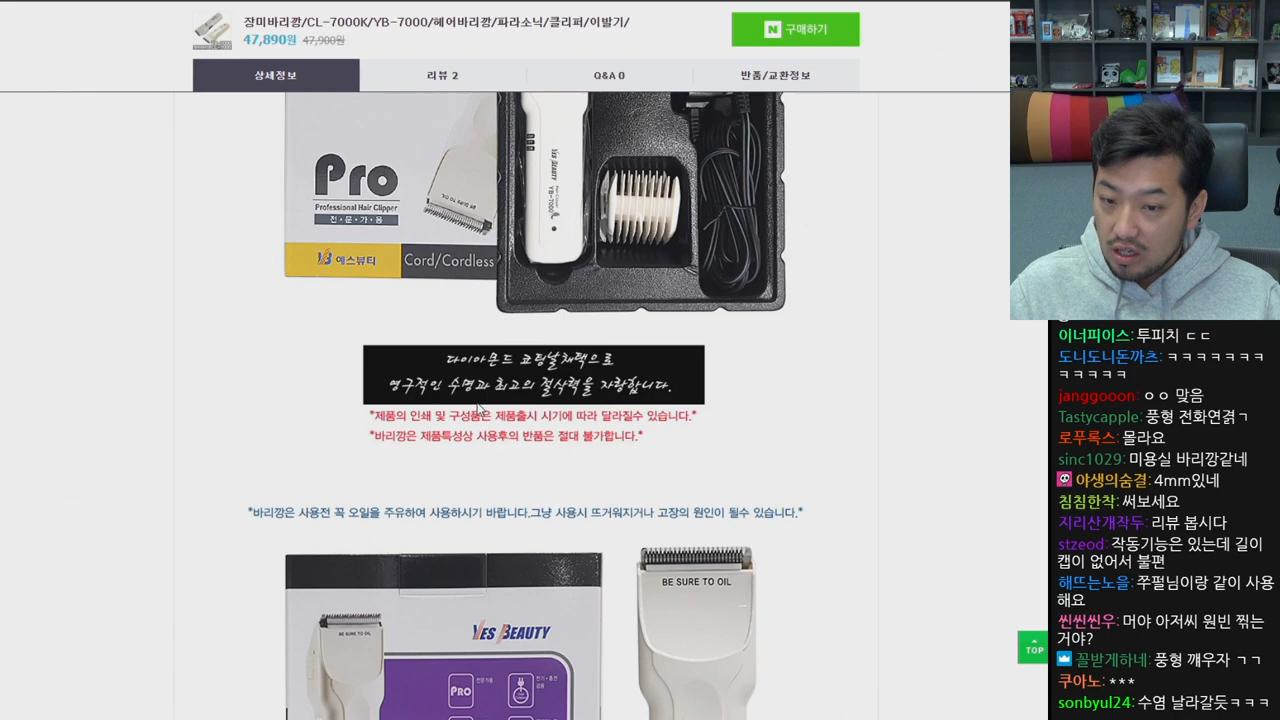 장미바리깡/CL-7000K/YB-7000/헤어바리깡/파라소닉/클리퍼/이발기/
47,890원 47,900원
N 구매하기
상세정보 리뷰 2 Q&A 0 반품/교환정보
Pro
Professional Hair Clipper
전•문•가•용
예스뷰티 Cord/Cordless
BE SURE TO OIL
YES BEAUTY
YB-7000
다이아몬드 코팅날채택으로
영구적인 수명과 최고의 절삭력을 자랑합니다.
*제품의 인쇄 및 구성품은 제품출시 시기에 따라 달라질수 있습니다.*
*바리깡은 제품특성상 사용후의 반품은 절대 불가합니다.*
*바리깡은 사용전 꼭 오일을 주유하여 사용하시기 바랍니다.그냥 사용시 뜨거워지거나 고장의 원인이 될수 있습니다.*
BE SURE TO OIL
YES BEAUTY
PRO
BE SURE TO OIL
TOP
이너피이스: 투피치 ㄷㄷ
도니도니돈까츠: ㅋㅋㅋㅋㅋㅋㅋ
ㅋㅋㅋㅋㅋ
janggooon: ㅇㅇ 맞음
Tastycapple: 풍형 전화연결ㄱ
로푸룩스: 몰라요
sinc1029: 미용실 바리깡같네
야생의숨결: 4mm있네
침침한착: 써보세요
지리산개작두: 리뷰 봅시다
stzeod: 작동기능은 있는데 길이
캡이 없어서 불편
해뜨는노을: 쭈펄님이랑 같이 사용
해요
씬씬씬우: 머야 아저씨 원빈 찍는
거야?
꼴받게하네: 풍형 깨우자 ㄱㄱ
쿠아노: ***
sonbyul24: 수염 날라갈듯ㅋㅋㅋ